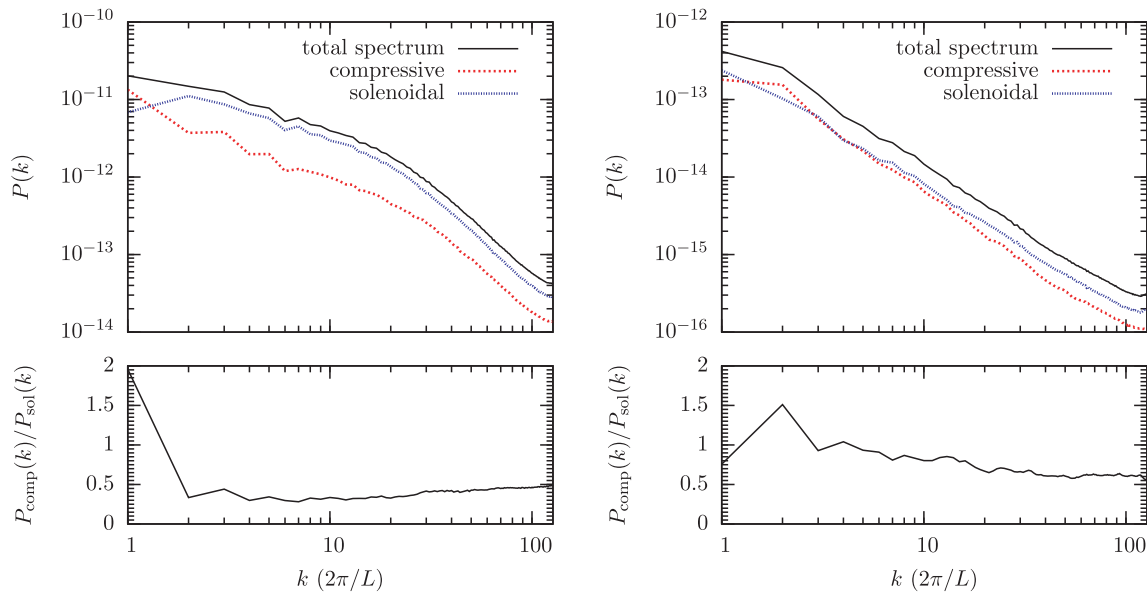 10⁻¹⁰
10⁻¹¹
10⁻¹²
10⁻¹³
10⁻¹⁴
P(k)
total spectrum
compressive
solenoidal
2
1.5
1
0.5
0
P_comp(k)/P_sol(k)
1
10
100
k (2π/L)
10⁻¹²
10⁻¹³
10⁻¹⁴
10⁻¹⁵
10⁻¹⁶
P(k)
total spectrum
compressive
solenoidal
2
1.5
1
0.5
0
P_comp(k)/P_sol(k)
1
10
100
k (2π/L)